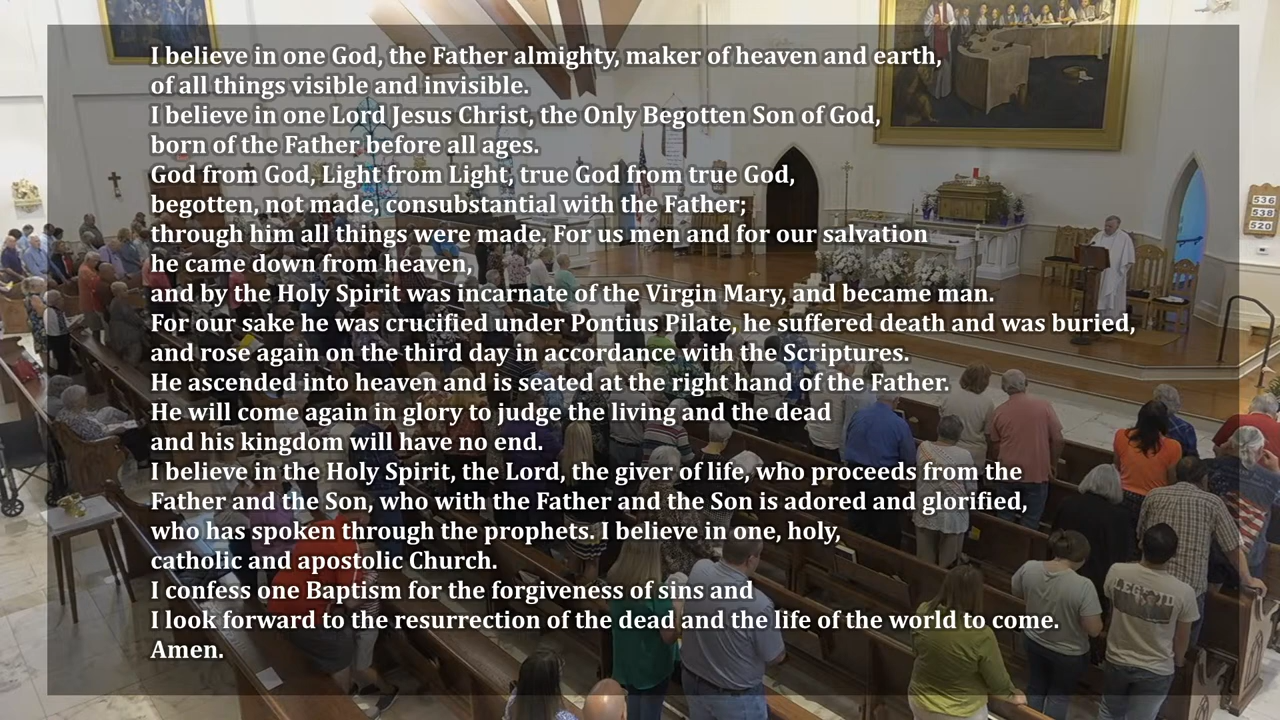 I believe in one God, the Father almighty, maker of heaven and earth,
of all things visible and invisible.
I believe in one Lord Jesus Christ, the Only Begotten Son of God,
born of the Father before all ages.
God from God, Light from Light, true God from true God,
begotten, not made, consubstantial with the Father;
through him all things were made. For us men and for our salvation
he came down from heaven,
and by the Holy Spirit was incarnate of the Virgin Mary, and became man.
For our sake he was crucified under Pontius Pilate, he suffered death and was buried,
and rose again on the third day in accordance with the Scriptures.
He ascended into heaven and is seated at the right hand of the Father.
He will come again in glory to judge the living and the dead
and his kingdom will have no end.
I believe in the Holy Spirit, the Lord, the giver of life, who proceeds from the
Father and the Son, who with the Father and the Son is adored and glorified,
who has spoken through the prophets. I believe in one, holy,
catholic and apostolic Church.
I confess one Baptism for the forgiveness of sins and
I look forward to the resurrection of the dead and the life of the world to come.
Amen.
536
538
520